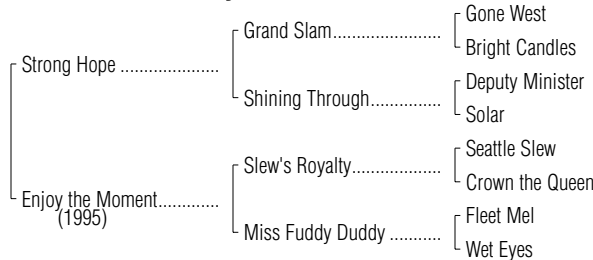 Gone West
Grand Slam....................
Bright Candles
Strong Hope ....................
Deputy Minister
Shining Through.............
Solar
Seattle Slew
Slew's Royalty.................
Crown the Queen
Enjoy the Moment............
(1995)
Fleet Mel
Miss Fuddy Duddy ..........
Wet Eyes